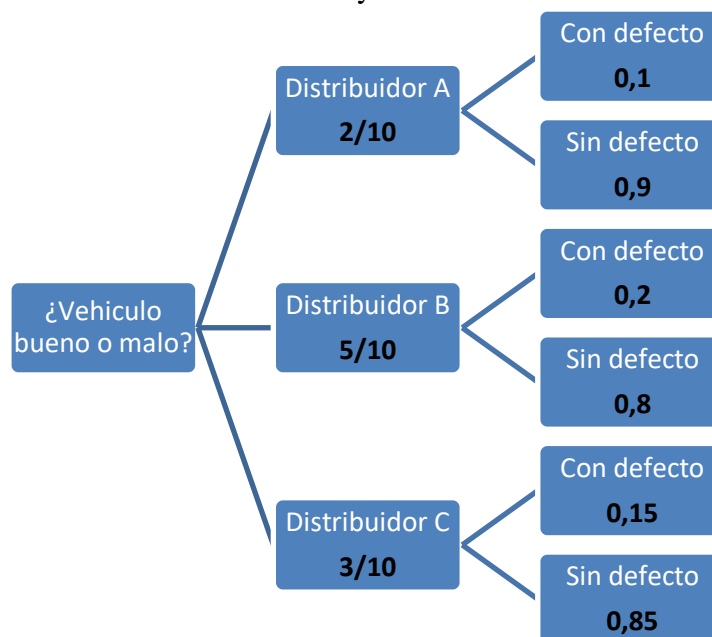 y
Con defecto
0,1
Distribuidor A
2/10
Sin defecto
0,9
Con defecto
0,2
¿Vehiculo
bueno o malo?
Distribuidor B
5/10
Sin defecto
0,8
Con defecto
0,15
Distribuidor C
3/10
Sin defecto
0,85